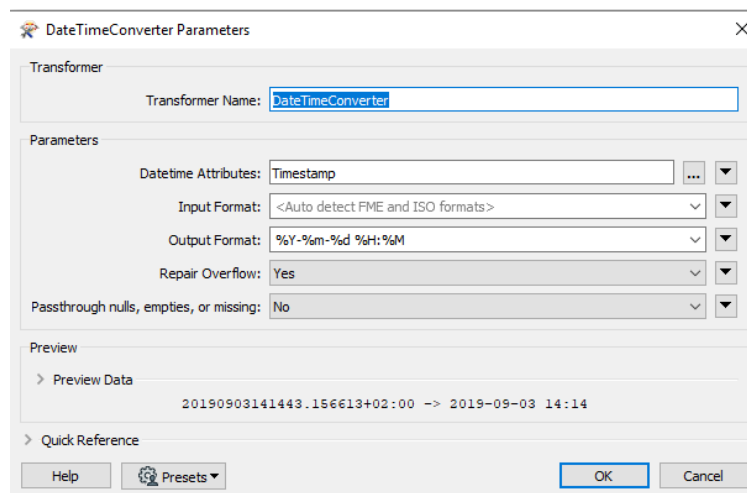 DateTimeConverter Parameters
Transformer
Transformer Name: DateTimeConverter
Parameters
Datetime Attributes: Timestamp ...
Input Format: <Auto detect FME and ISO formats>
Output Format: %Y-%m-%d %H:%M
Repair Overflow: Yes
Passthrough nulls, empties, or missing: No
Preview
Preview Data
20190903141443.156613+02:00 -> 2019-09-03 14:14
Quick Reference
Help Presets OK Cancel